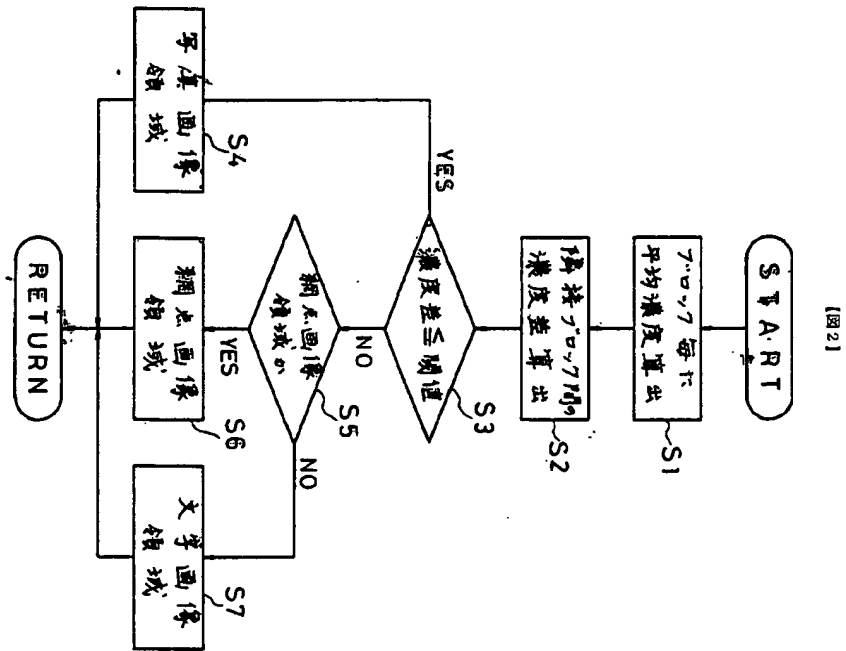 【図2】
START
ブロック毎に
平均濃度算出
S1
隣接ブロック間の
濃度差算出
S2
濃度差≦閾値
S3
YES
NO
写真画像
領域
S4
網点画像
領域か
S5
YES
NO
網点画像
領域
S6
文字画像
領域
S7
RETURN